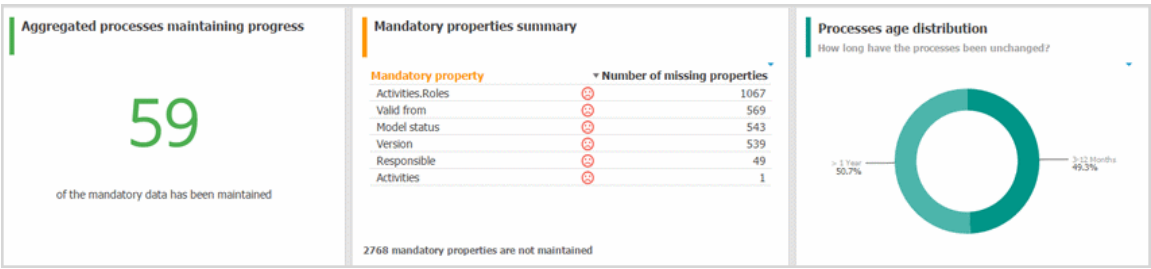 Aggregated processes maintaining progress
59
of the mandatory data has been maintained
Mandatory properties summary
Mandatory property Number of missing properties
Activities.Roles 1067
Valid from 569
Model status 543
Version 539
Responsible 49
Activities 1
2768 mandatory properties are not maintained
Processes age distribution
How long have the processes been unchanged?
> 1 Year
50.7%
3-12 Months
49.3%